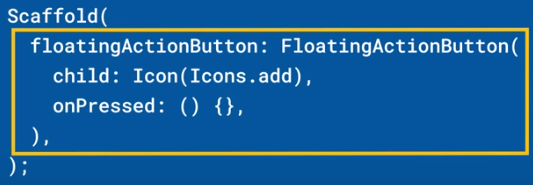 Scaffold(
  floatingActionButton: FloatingActionButton(
    child: Icon(Icons.add),
    onPressed: () {},
  ),
);